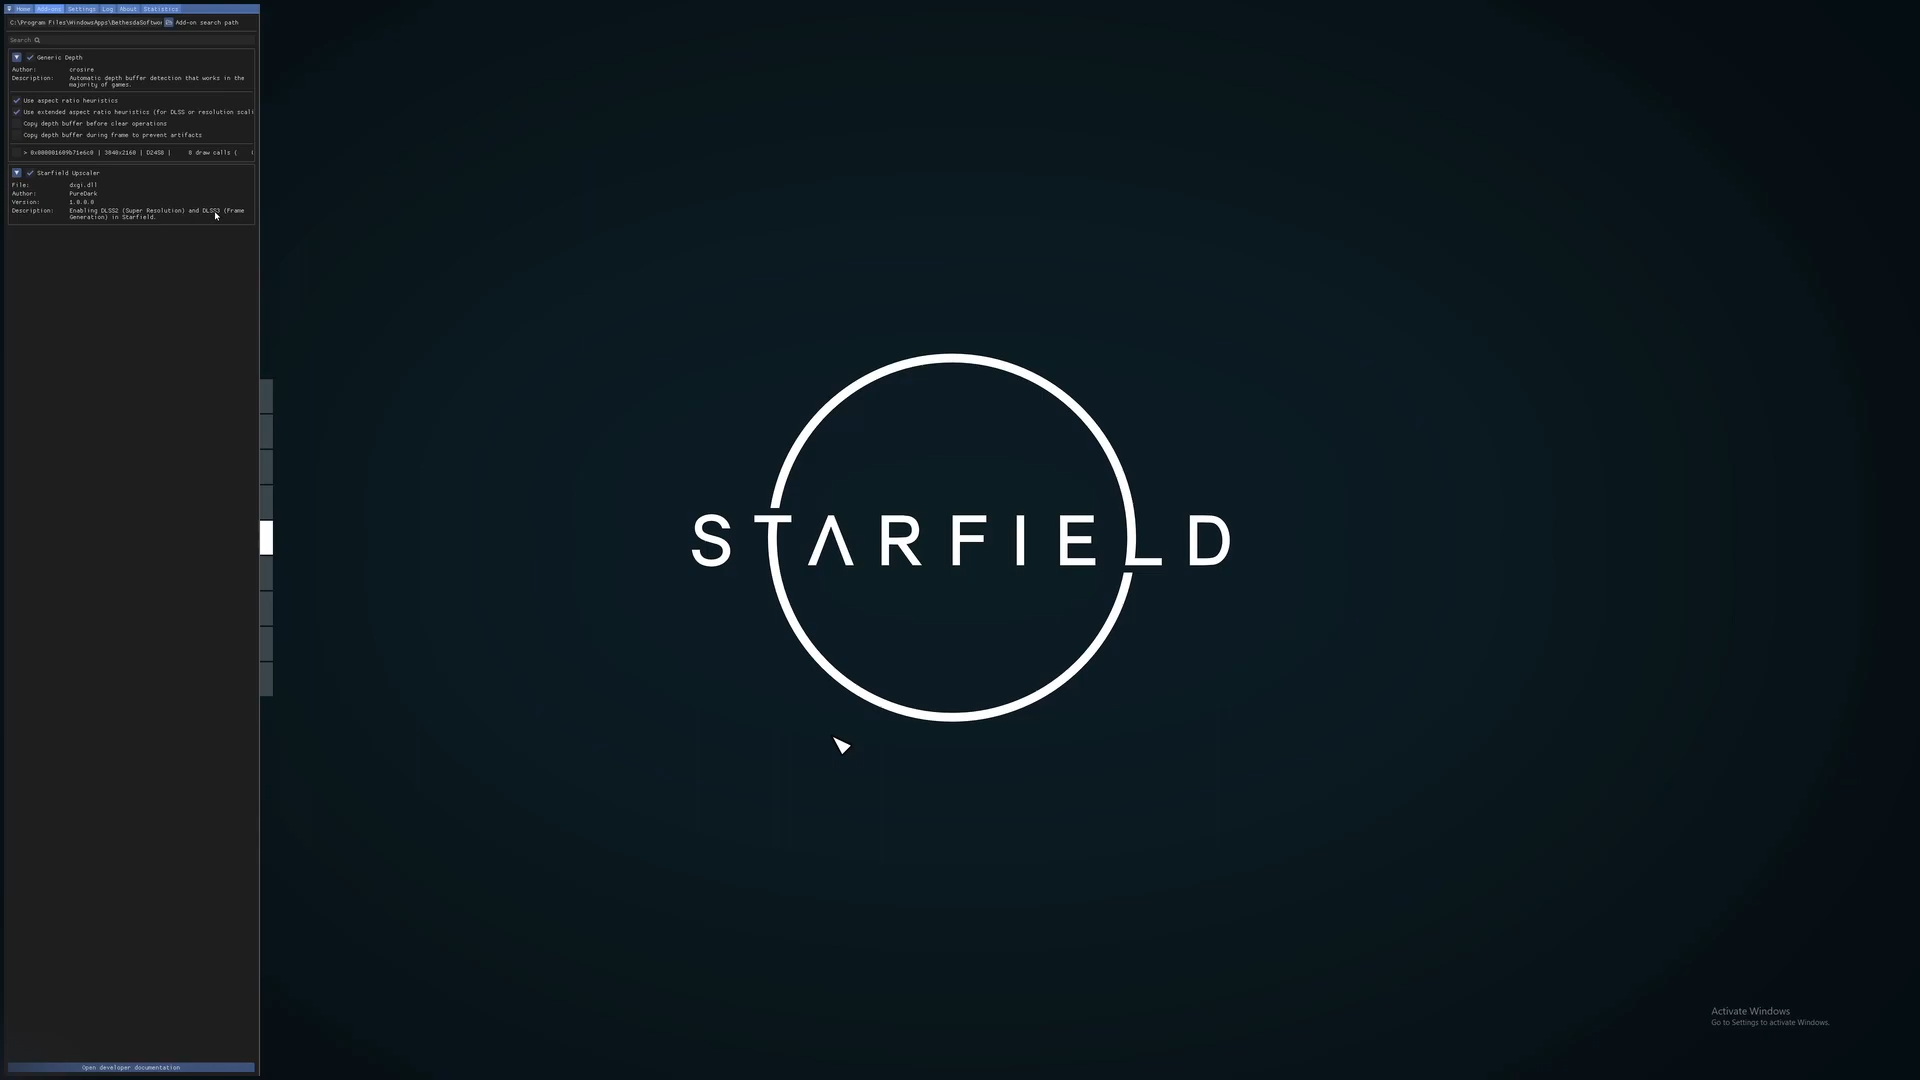 Home Add-ons Settings Log About Statistics
C:\Program Files\WindowsApps\BethesdaSoftwor Add-on search path
Search
Generic Depth
Author: crosire
Description: Automatic depth buffer detection that works in the
majority of games.
Use aspect ratio heuristics
Use extended aspect ratio heuristics (for DLSS or resolution scali
Copy depth buffer before clear operations
Copy depth buffer during frame to prevent artifacts
> | 3840x2160 | D24S8 | 8 draw calls (
Starfield Upscaler
File: dxgi.dll
Author: PureDark
Version: 1.0.0.0
Description: Enabling DLSS2 (Super Resolution) and DLSS3 (Frame
Generation) in Starfield.
STARFIELD
Activate Windows
Go to Settings to activate Windows.
Open developer documentation